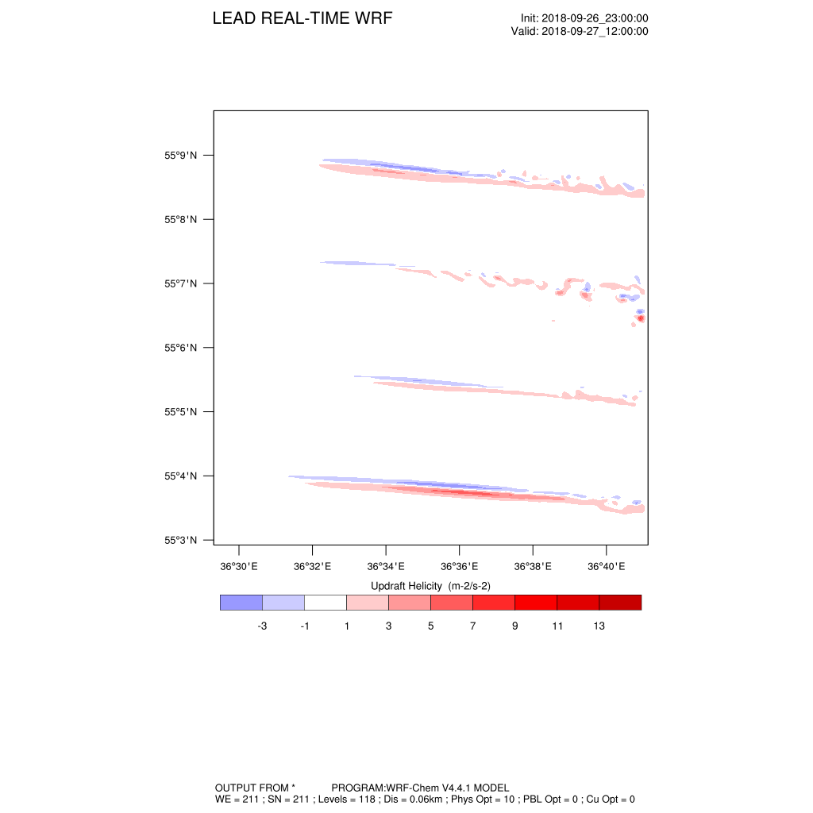 LEAD REAL-TIME WRF
Init: 2018-09-26_23:00:00
Valid: 2018-09-27_12:00:00
55°9'N
55°8'N
55°7'N
55°6'N
55°5'N
55°4'N
55°3'N
36°30'E 36°32'E 36°34'E 36°36'E 36°38'E 36°40'E
Updraft Helicity (m-2/s-2)
-3 -1 1 3 5 7 9 11 13
OUTPUT FROM * PROGRAM:WRF-Chem V4.4.1 MODEL
WE = 211 ; SN = 211 ; Levels = 118 ; Dis = 0.06km ; Phys Opt = 10 ; PBL Opt = 0 ; Cu Opt = 0